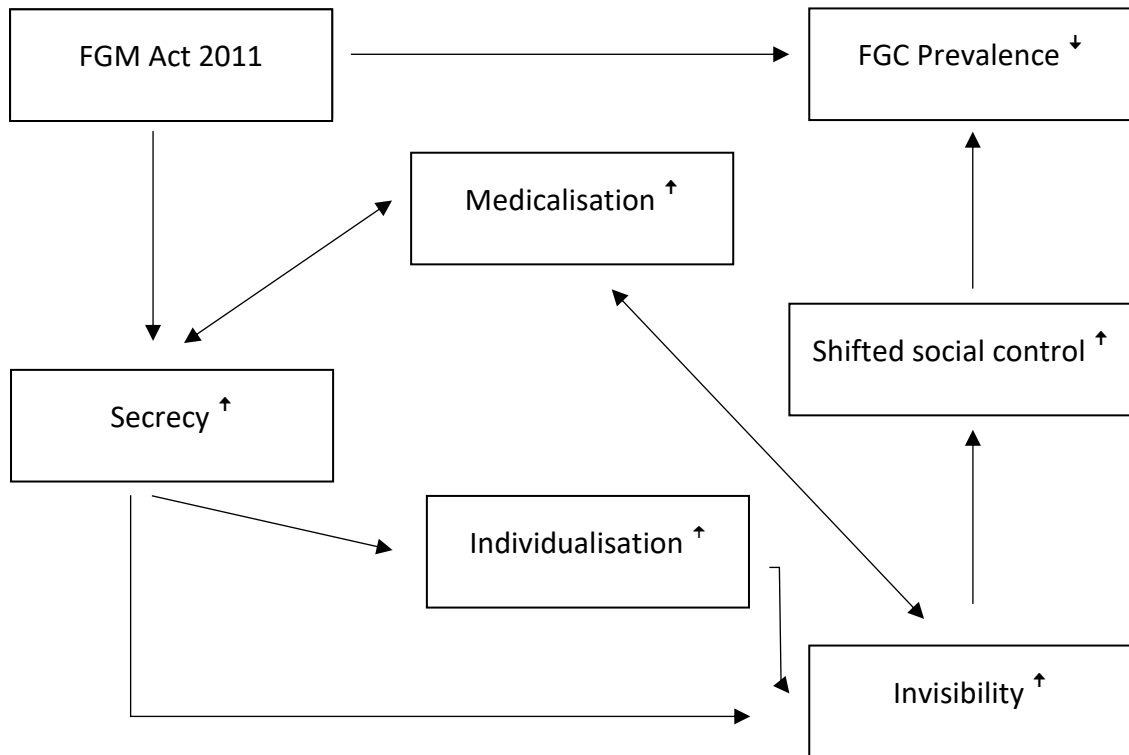 FGM Act 2011
FGC Prevalence ↓
Medicalisation ↑
Shifted social control ↑
Secrecy ↑
Individualisation ↑
Invisibility ↑